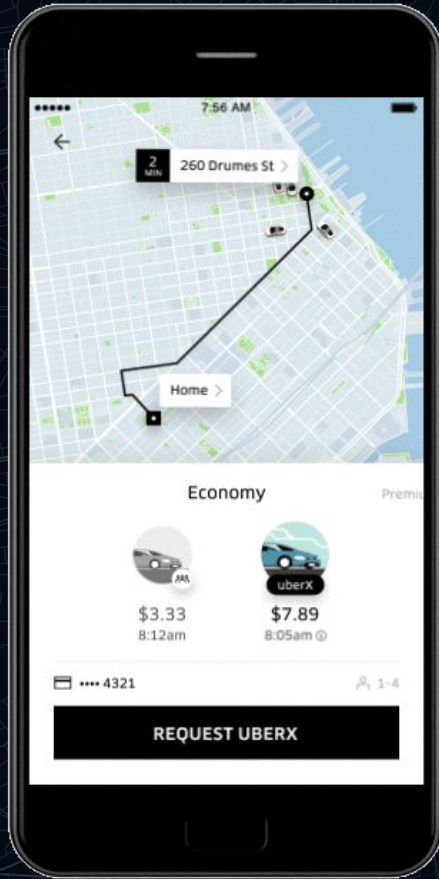 7:56 AM
2
MIN
260 Drumes St >
Home >
Economy
Premiu
uberX
$3.33
$7.89
8:12am
8:05am
•••• 4321
1-4
REQUEST UBERX